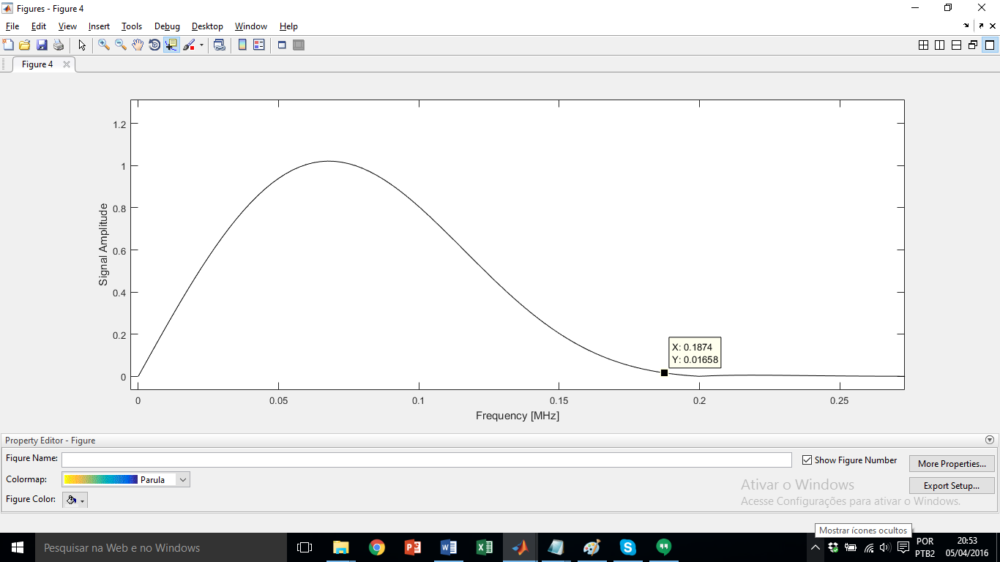 Figures - Figure 4
File Edit View Insert Tools Debug Desktop Window Help
Figure 4
1.2
1
0.8
0.6
0.4
0.2
0
Signal Amplitude
X: 0.1874
Y: 0.01658
0 0.05 0.1 0.15 0.2 0.25
Frequency [MHz]
Property Editor - Figure
Figure Name:
Show Figure Number
More Properties...
Colormap:
Parula
Export Setup...
Figure Color:
Ativar o Windows
Acesse Configurações para ativar o Windows.
Mostrar ícones ocultos
Pesquisar na Web e no Windows
POR
PTB2
20:53
05/04/2016